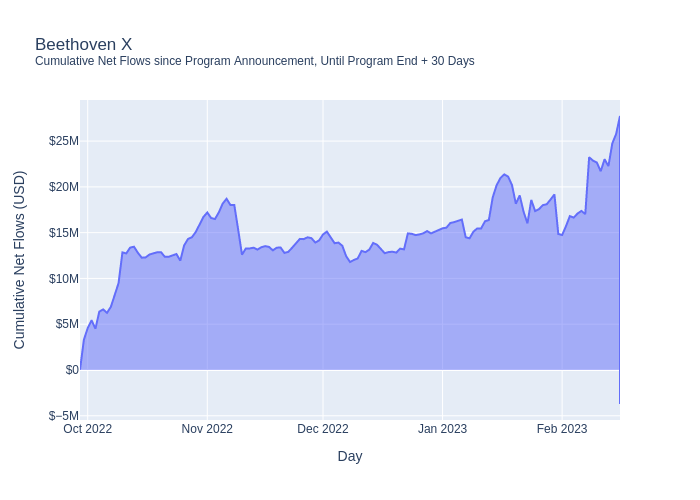 Beethoven X
Cumulative Net Flows since Program Announcement, Until Program End + 30 Days
Cumulative Net Flows (USD)
$25M
$20M
$15M
$10M
$5M
$0
$−5M
Oct 2022
Nov 2022
Dec 2022
Jan 2023
Feb 2023
Day